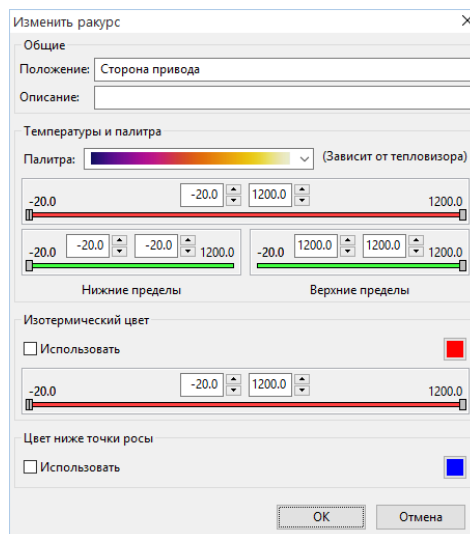 Изменить ракурс
Общие
Положение: Сторона привода
Описание:
Температуры и палитра
Палитра: (Зависит от тепловизора)
-20.0 -20.0 1200.0 1200.0
-20.0 -20.0 -20.0 1200.0 -20.0 1200.0 1200.0 1200.0
Нижние пределы Верхние пределы
Изотермический цвет
Использовать
-20.0 -20.0 1200.0 1200.0
Цвет ниже точки росы
Использовать
OK Отмена